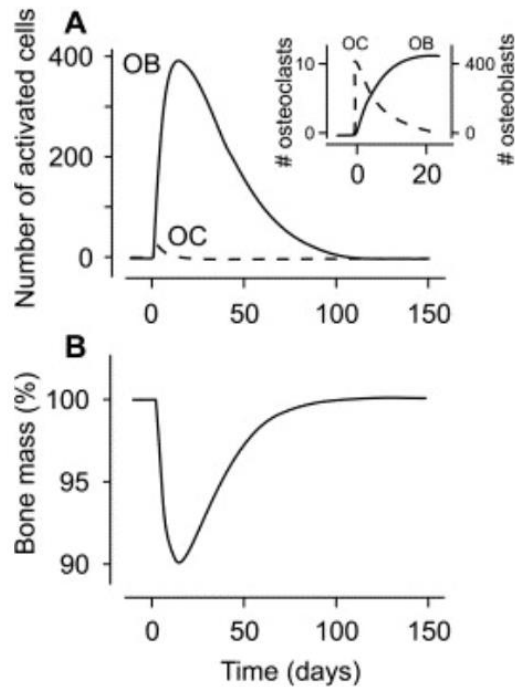 A
Number of activated cells
400
200
0
OB
OC
0 50 100 150
# osteoclasts
10
0
OC OB
400
0
# osteoblasts
0 20
B
Bone mass (%)
100
95
90
0 50 100 150
Time (days)